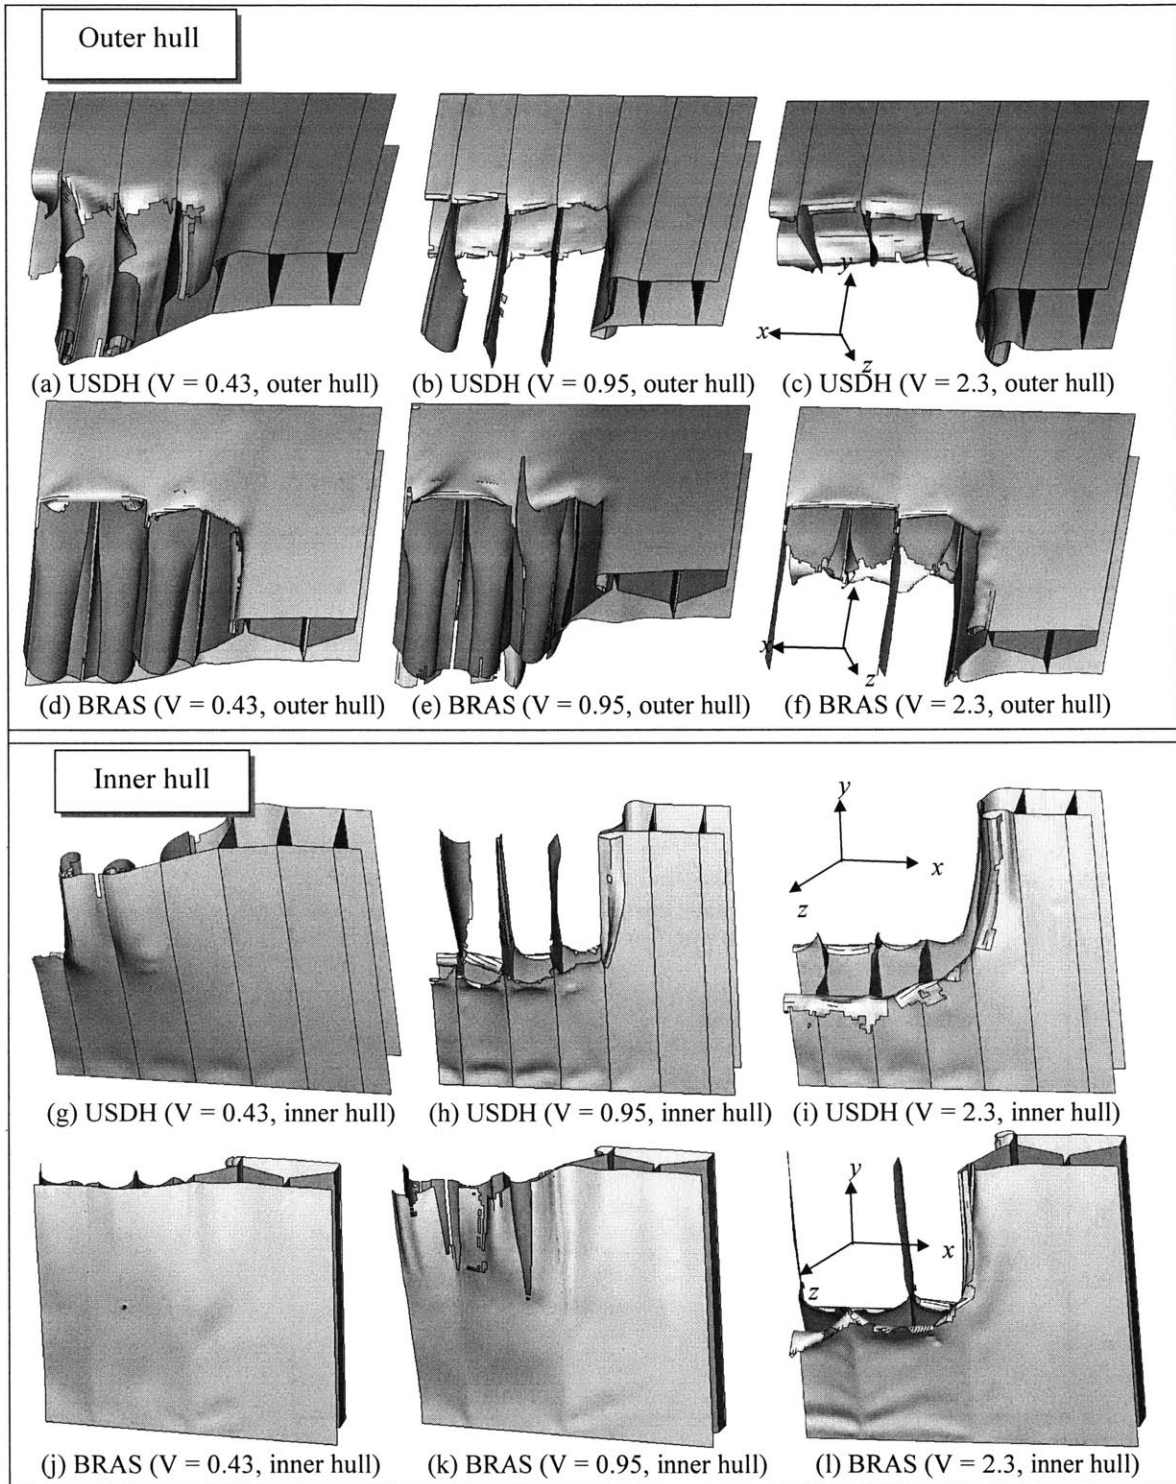 Outer hull
y
x
z
(a) USDH (V = 0.43, outer hull)
(b) USDH (V = 0.95, outer hull)
(c) USDH (V = 2.3, outer hull)
x
z
(d) BRAS (V = 0.43, outer hull)
(e) BRAS (V = 0.95, outer hull)
(f) BRAS (V = 2.3, outer hull)
Inner hull
y
x
z
(g) USDH (V = 0.43, inner hull)
(h) USDH (V = 0.95, inner hull)
(i) USDH (V = 2.3, inner hull)
y
x
z
(j) BRAS (V = 0.43, inner hull)
(k) BRAS (V = 0.95, inner hull)
(l) BRAS (V = 2.3, inner hull)